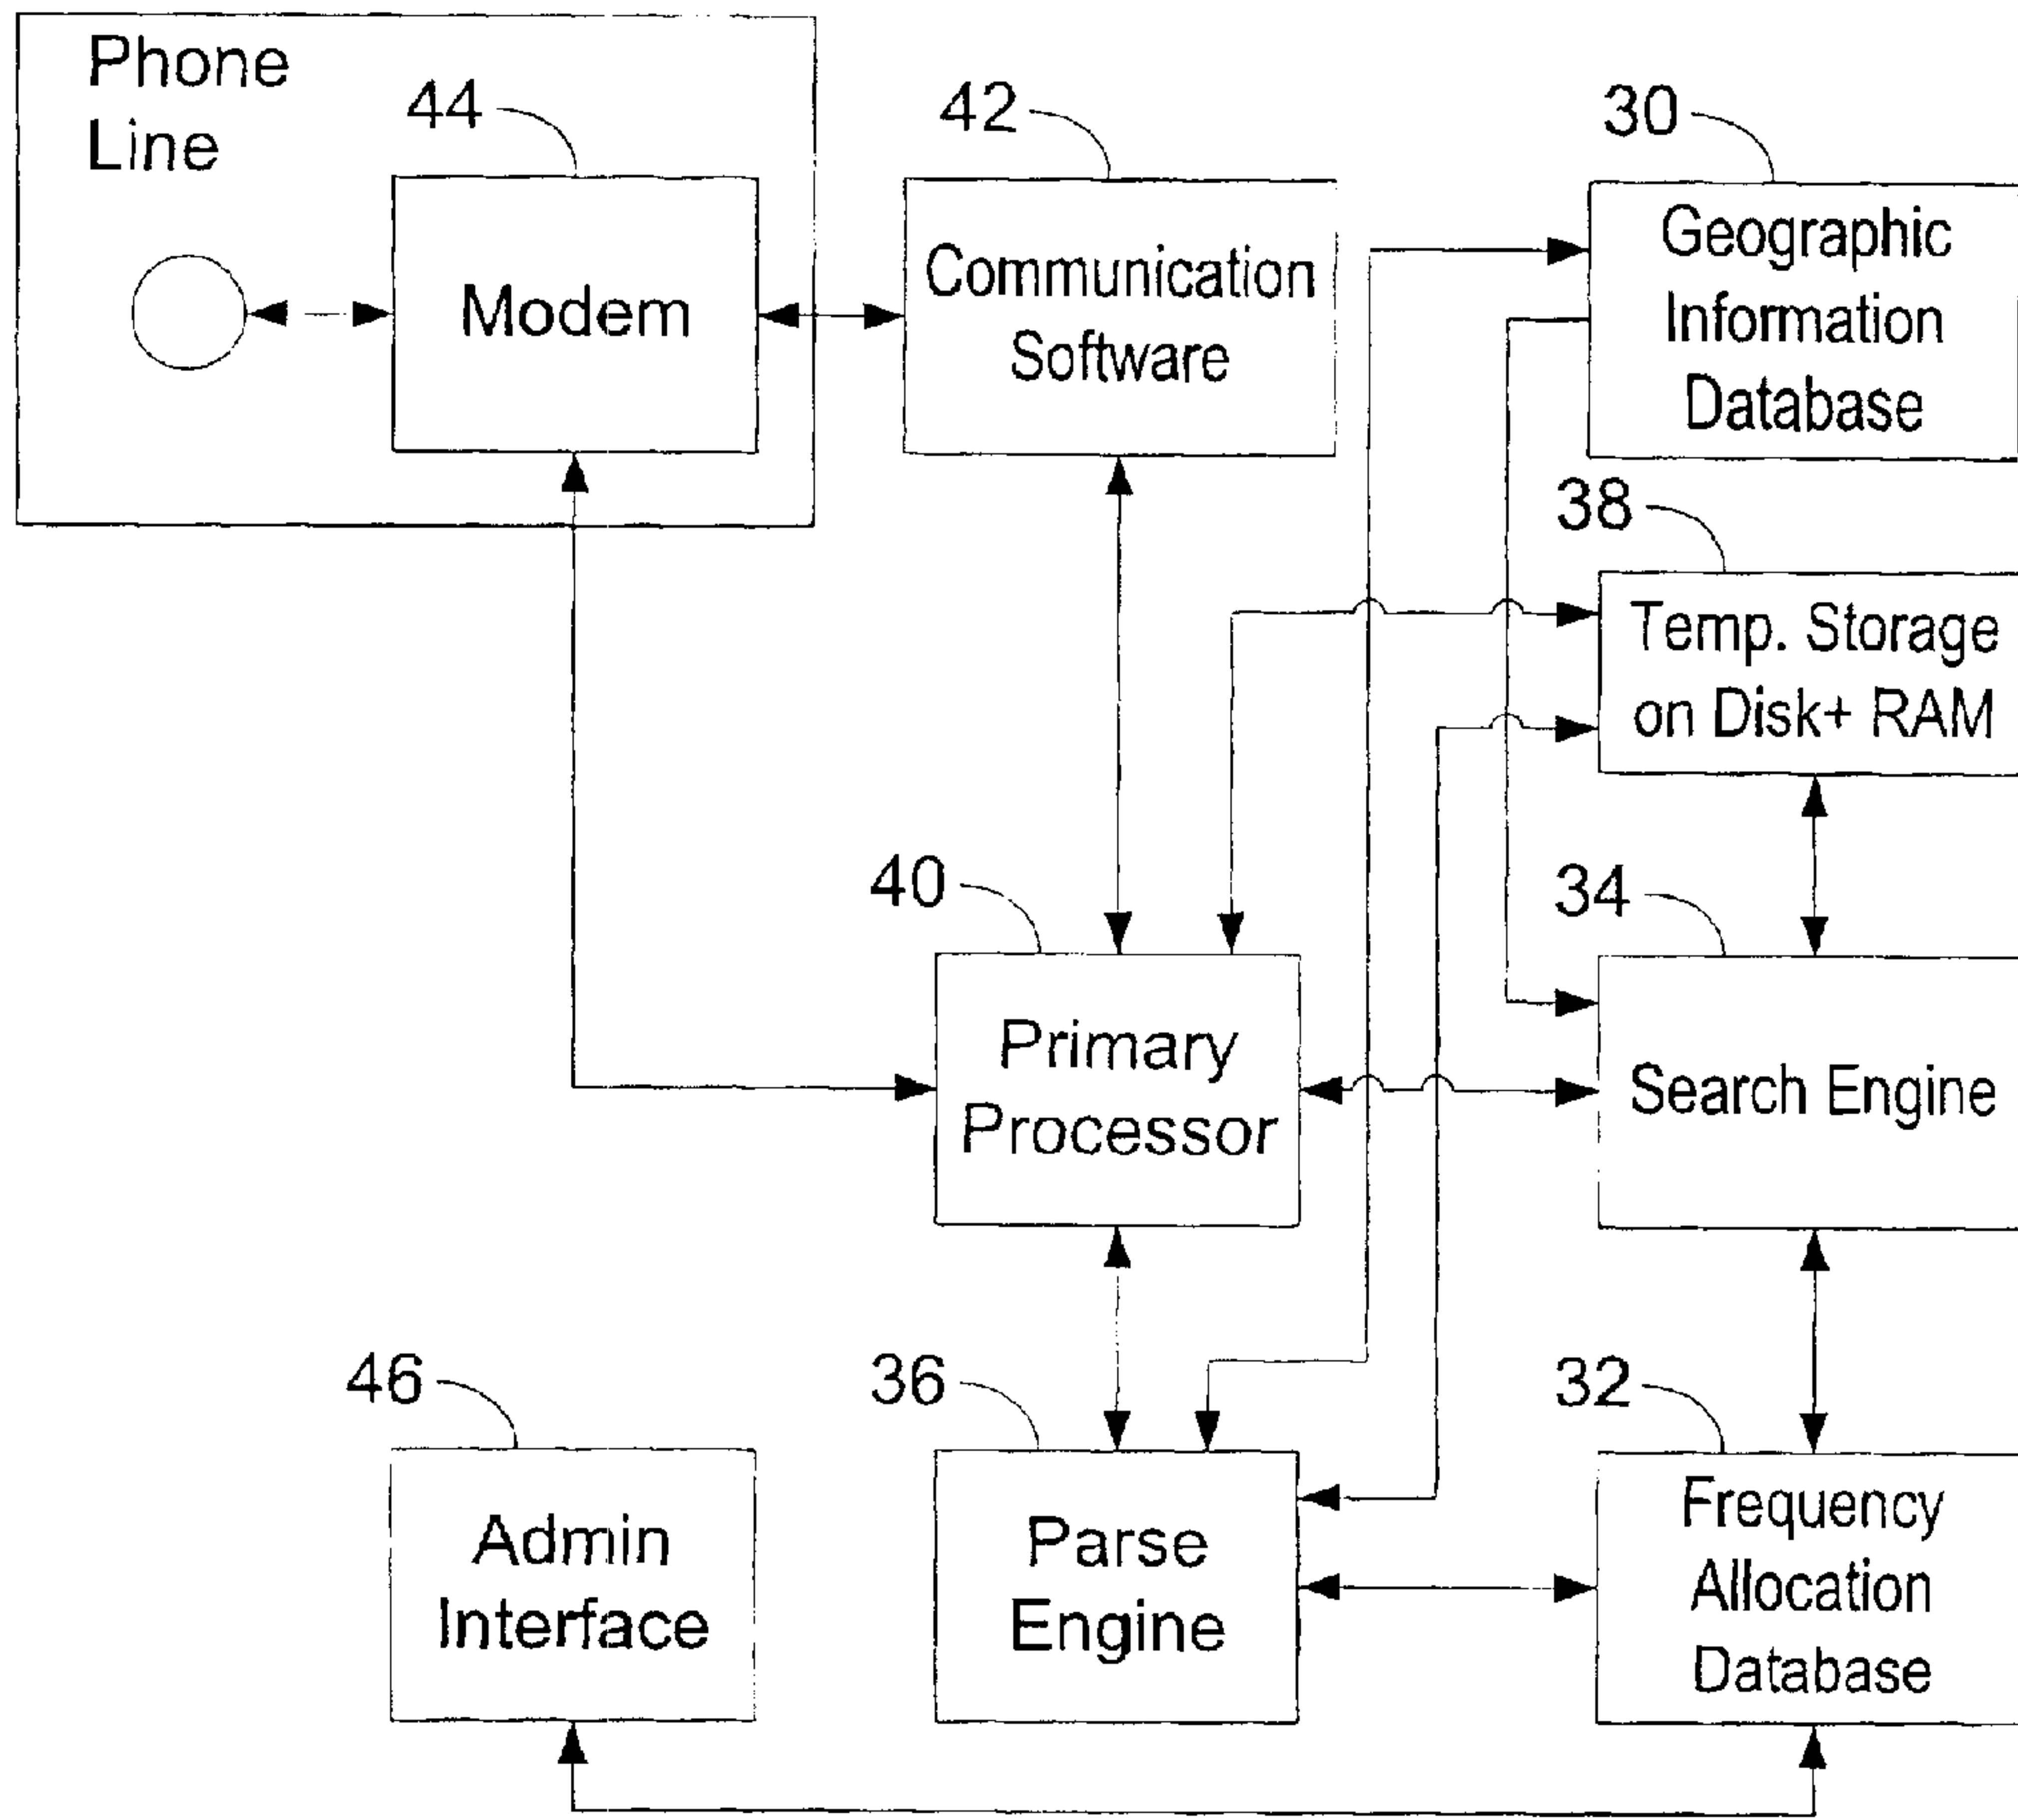 Phone
Line
44
Modem
42
Communication
Software
30
Geographic
Information
Database
38
Temp. Storage
on Disk+ RAM
40
Primary
Processor
34
Search Engine
46
Admin
Interface
36
Parse
Engine
32
Frequency
Allocation
Database